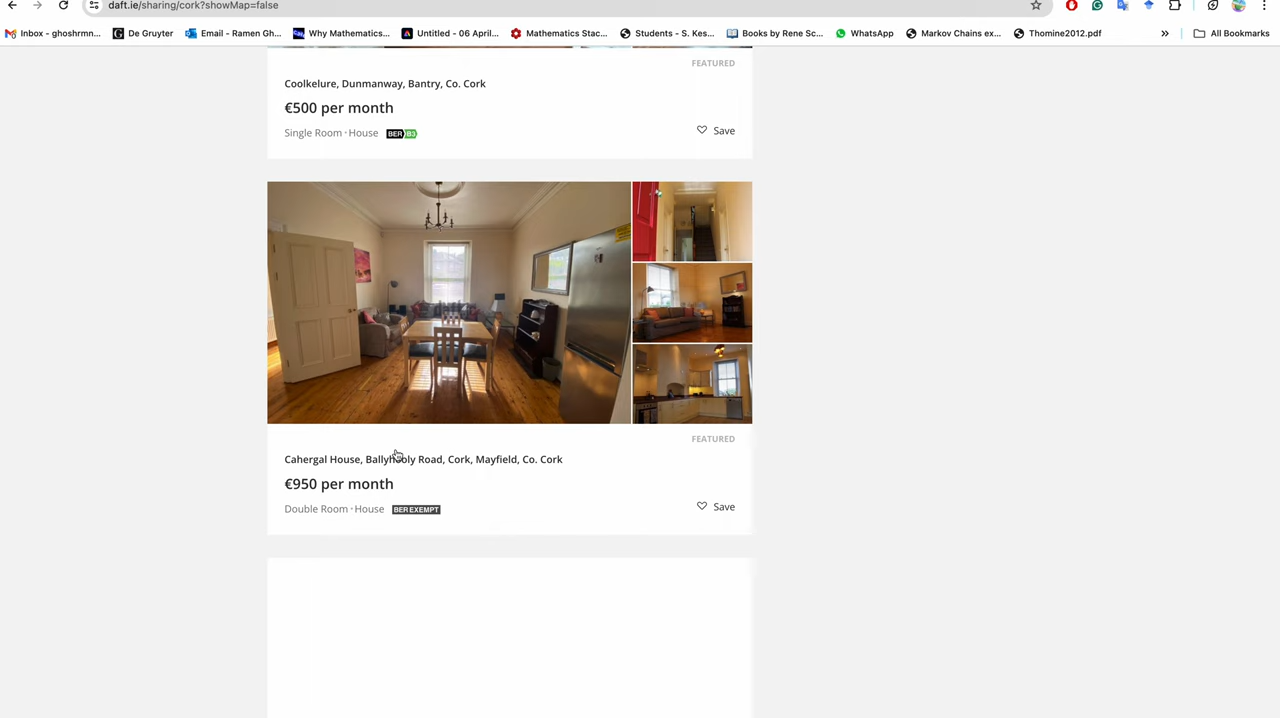 daft.ie/sharing/cork?showMap=false
Inbox - ghoshrmn...
De Gruyter
Email - Ramen Gh...
Why Mathematics...
Untitled - 06 April...
Mathematics Stac...
Students - S. Kes...
Books by Rene Sc...
WhatsApp
Markov Chains ex...
Thomine2012.pdf
»
All Bookmarks
FEATURED
Coolkelure, Dunmanway, Bantry, Co. Cork
€500 per month
Single Room · House BER B3
Save
FEATURED
Cahergal House, Ballyhooly Road, Cork, Mayfield, Co. Cork
€950 per month
Double Room · House BER EXEMPT
Save